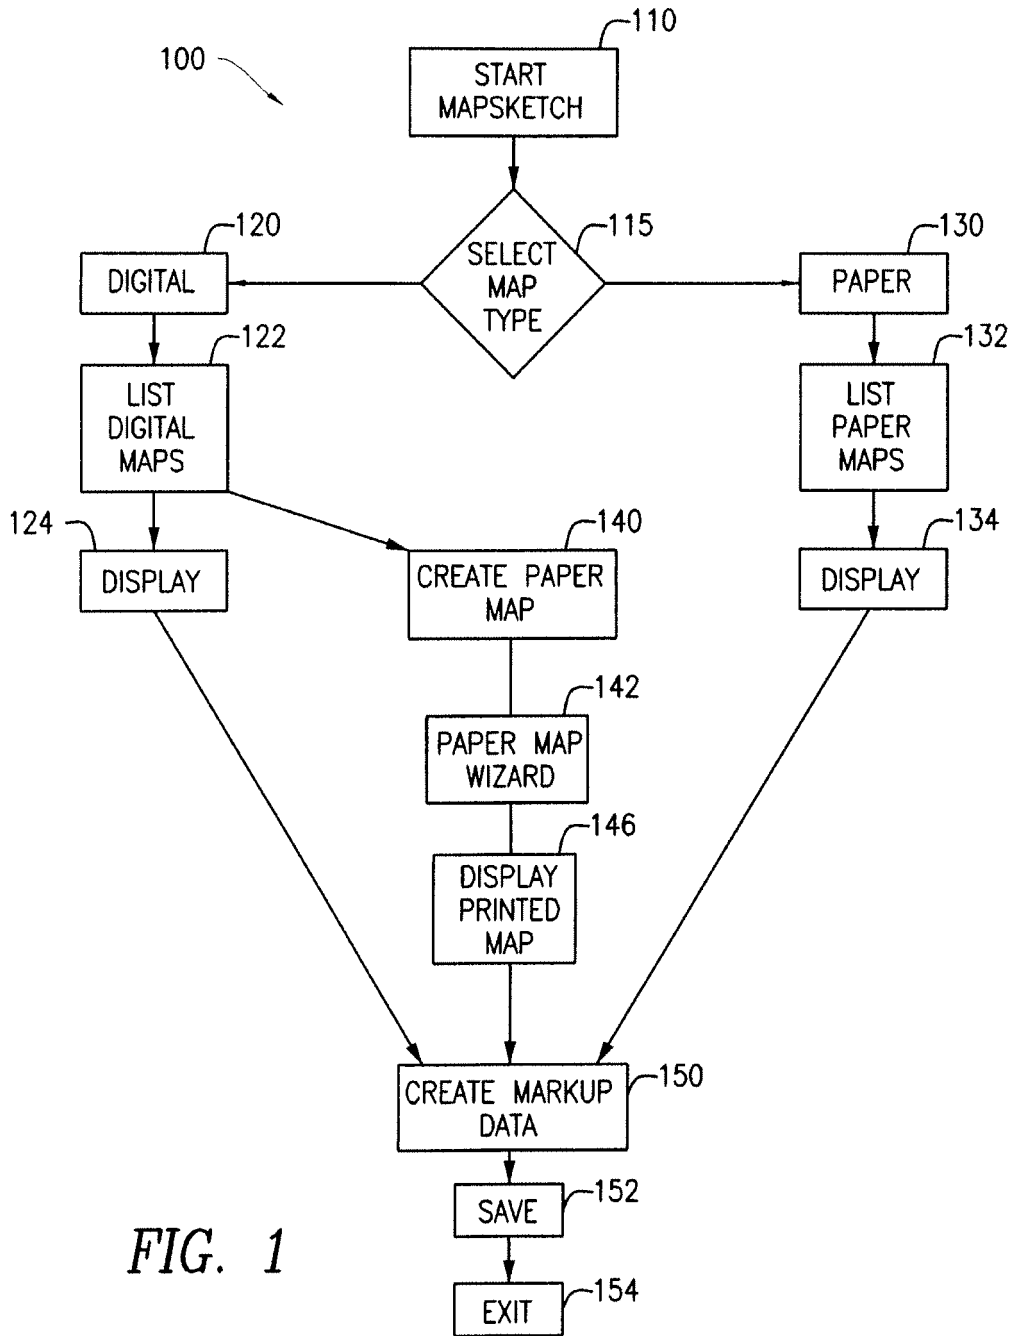 110
100
START
MAPSKETCH
115
SELECT
MAP
TYPE
120
DIGITAL
130
PAPER
122
LIST
DIGITAL
MAPS
132
LIST
PAPER
MAPS
124
DISPLAY
140
CREATE PAPER
MAP
134
DISPLAY
142
PAPER MAP
WIZARD
146
DISPLAY
PRINTED
MAP
150
CREATE MARKUP
DATA
152
SAVE
154
EXIT
FIG. 1